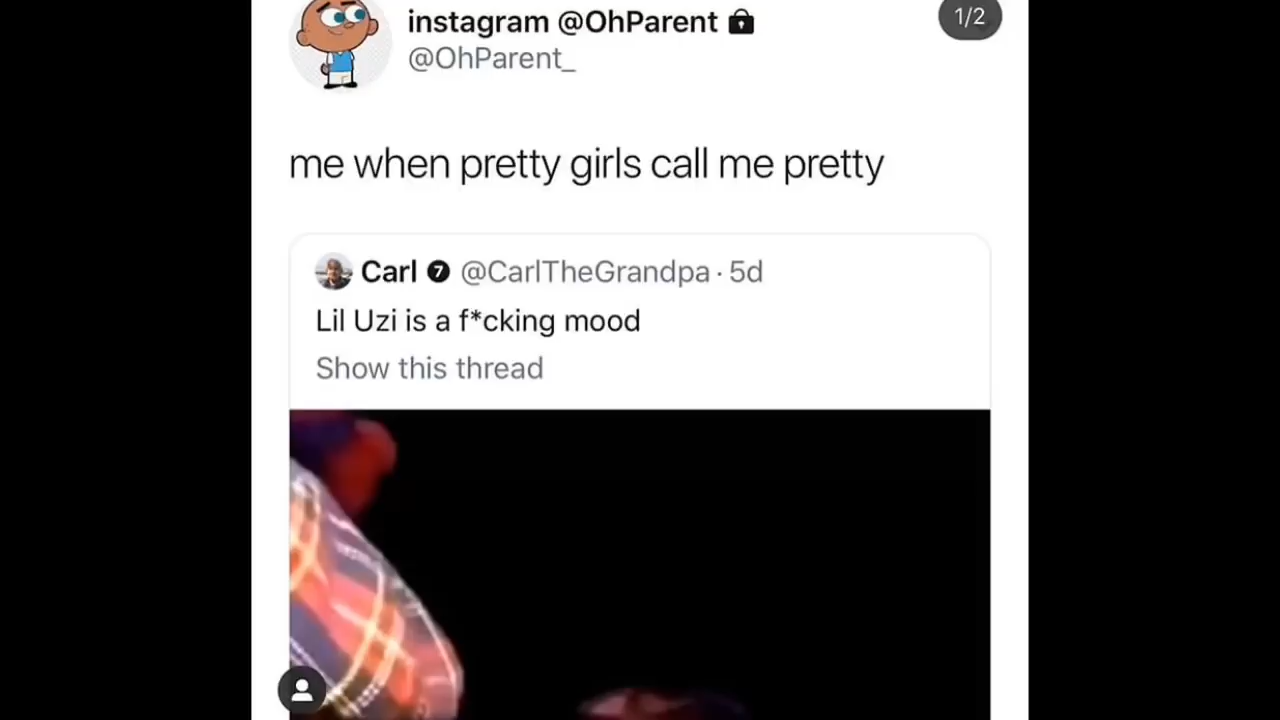 instagram @OhParent
1/2
@OhParent_
me when pretty girls call me pretty
Carl 7 @CarlTheGrandpa · 5d
Lil Uzi is a f*cking mood
Show this thread